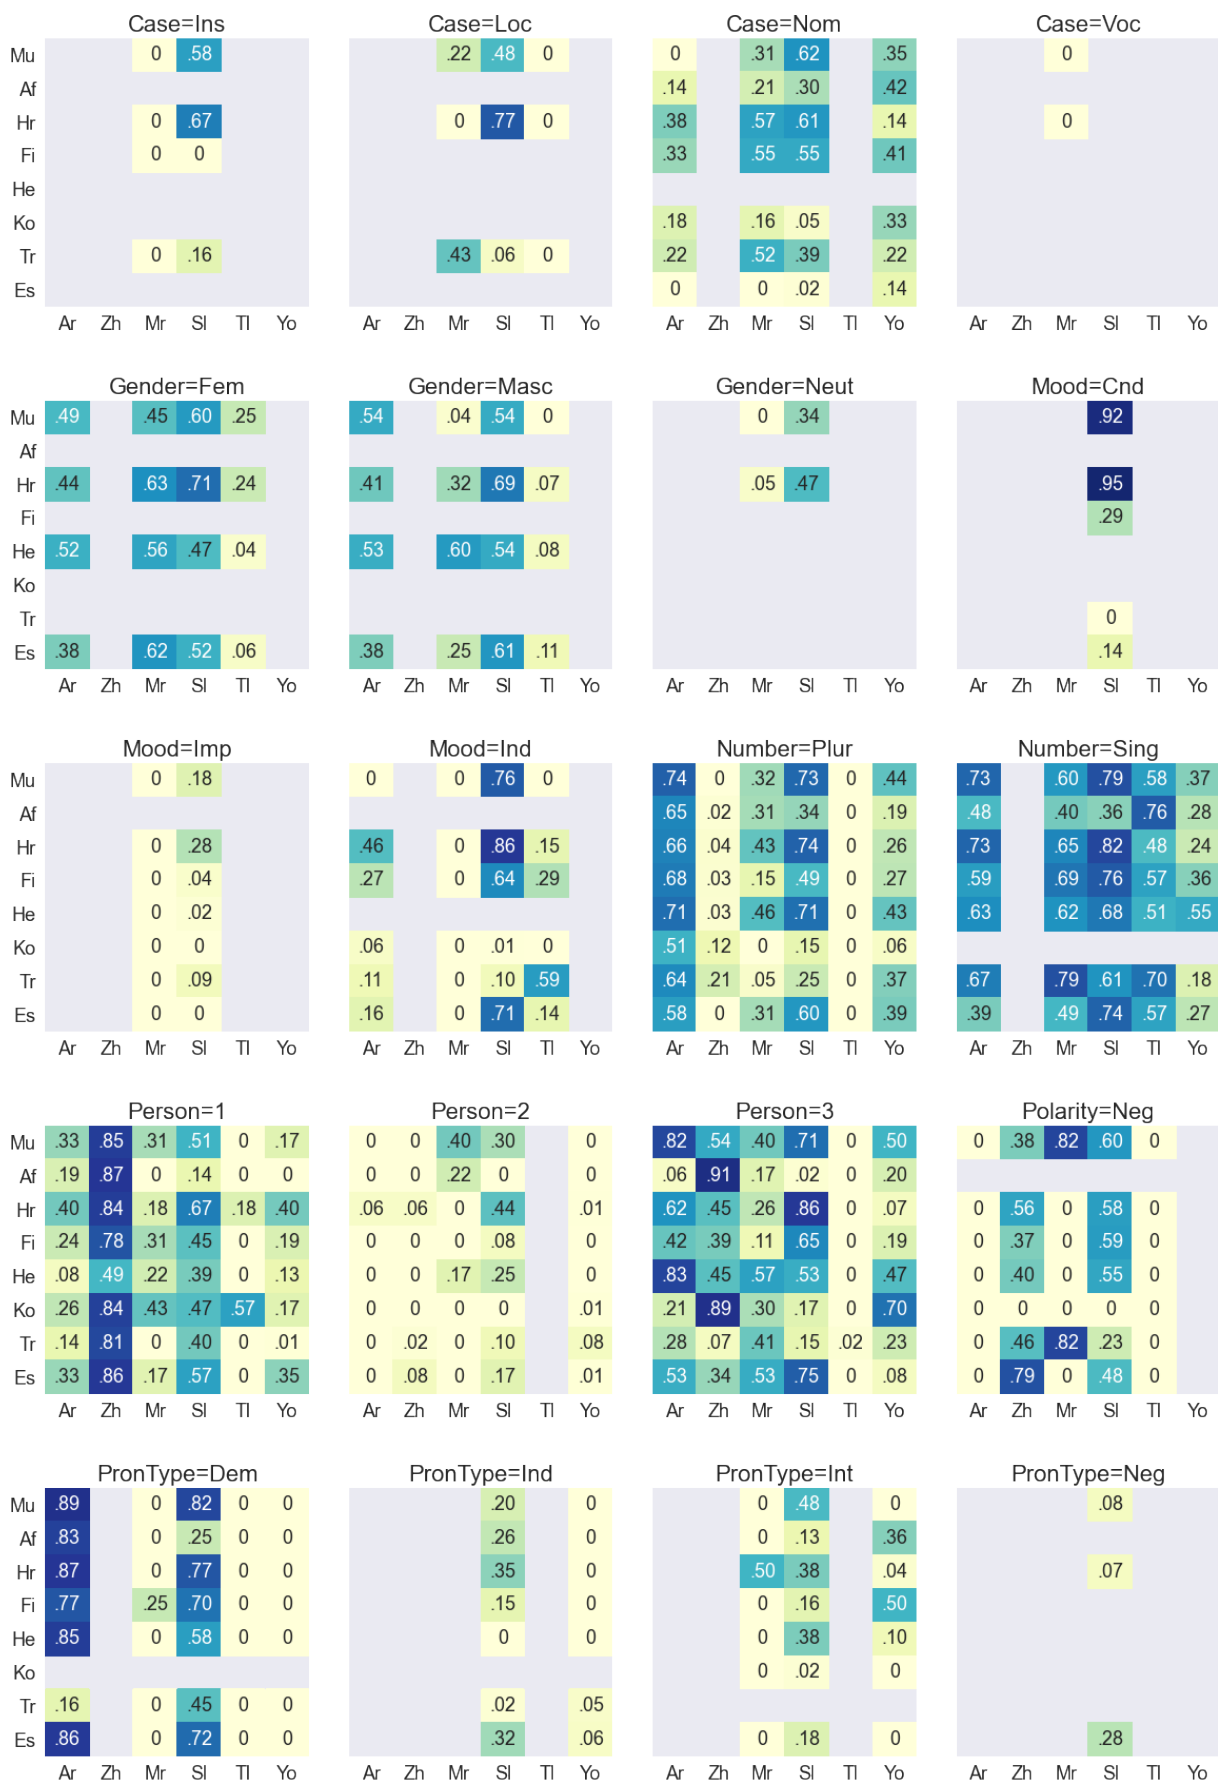 Case=Ins Case=Loc Case=Nom Case=Voc
Mu 0 .58 .22 .48 0 0 .31 .62 .35 0
Af .14 .21 .30 .42
Hr 0 .67 0 .77 0 .38 .57 .61 .14 0
Fi 0 0 .33 .55 .55 .41
He
Ko .18 .16 .05 .33
Tr 0 .16 .43 .06 0 .22 .52 .39 .22
Es 0 0 .02 .14
Ar Zh Mr Sl Tl Yo Ar Zh Mr Sl Tl Yo Ar Zh Mr Sl Tl Yo Ar Zh Mr Sl Tl Yo
Gender=Fem Gender=Masc Gender=Neut Mood=Cnd
Mu .49 .45 .60 .25 .54 .04 .54 0 0 .34 .92
Af
Hr .44 .63 .71 .24 .41 .32 .69 .07 .05 .47 .95
Fi .29
He .52 .56 .47 .04 .53 .60 .54 .08
Ko
Tr 0
Es .38 .62 .52 .06 .38 .25 .61 .11 .14
Ar Zh Mr Sl Tl Yo Ar Zh Mr Sl Tl Yo Ar Zh Mr Sl Tl Yo Ar Zh Mr Sl Tl Yo
Mood=Imp Mood=Ind Number=Plur Number=Sing
Mu 0 .18 0 0 .76 0 .74 0 .32 .73 0 .44 .73 .60 .79 .58 .37
Af .65 .02 .31 .34 0 .19 .48 .40 .36 .76 .28
Hr 0 .28 .46 0 .86 .15 .66 .04 .43 .74 0 .26 .73 .65 .82 .48 .24
Fi 0 .04 .27 0 .64 .29 .68 .03 .15 .49 0 .27 .59 .69 .76 .57 .36
He 0 .02 .71 .03 .46 .71 0 .43 .63 .62 .68 .51 .55
Ko 0 0 .06 0 .01 0 .51 .12 0 .15 0 .06
Tr 0 .09 .11 0 .10 .59 .64 .21 .05 .25 0 .37 .67 .79 .61 .70 .18
Es 0 0 .16 0 .71 .14 .58 0 .31 .60 0 .39 .39 .49 .74 .57 .27
Ar Zh Mr Sl Tl Yo Ar Zh Mr Sl Tl Yo Ar Zh Mr Sl Tl Yo Ar Zh Mr Sl Tl Yo
Person=1 Person=2 Person=3 Polarity=Neg
Mu .33 .85 .31 .51 0 .17 0 0 .40 .30 0 .82 .54 .40 .71 0 .50 0 .38 .82 .60 0
Af .19 .87 0 .14 0 0 0 0 .22 0 0 .06 .91 .17 .02 0 .20
Hr .40 .84 .18 .67 .18 .40 .06 .06 0 .44 .01 .62 .45 .26 .86 0 .07 0 .56 0 .58 0
Fi .24 .78 .31 .45 0 .19 0 0 0 .08 0 .42 .39 .11 .65 0 .19 0 .37 0 .59 0
He .08 .49 .22 .39 0 .13 0 0 .17 .25 0 .83 .45 .57 .53 0 .47 0 .40 0 .55 0
Ko .26 .84 .43 .47 .57 .17 0 0 0 0 .01 .21 .89 .30 .17 0 .70 0 0 0 0 0
Tr .14 .81 0 .40 0 .01 0 .02 0 .10 .08 .28 .07 .41 .15 .02 .23 0 .46 .82 .23 0
Es .33 .86 .17 .57 0 .35 0 .08 0 .17 .01 .53 .34 .53 .75 0 .08 0 .79 0 .48 0
Ar Zh Mr Sl Tl Yo Ar Zh Mr Sl Tl Yo Ar Zh Mr Sl Tl Yo Ar Zh Mr Sl Tl Yo
PronType=Dem PronType=Ind PronType=Int PronType=Neg
Mu .89 0 .82 0 0 .20 0 0 .48 0 .08
Af .83 0 .25 0 0 .26 0 0 .13 .36
Hr .87 0 .77 0 0 .35 0 .50 .38 .04 .07
Fi .77 .25 .70 0 0 .15 0 0 .16 .50
He .85 0 .58 0 0 0 0 0 .38 .10
Ko 0 .02 0
Tr .16 0 .45 0 0 .02 .05
Es .86 0 .72 0 0 .32 .06 0 .18 0 .28
Ar Zh Mr Sl Tl Yo Ar Zh Mr Sl Tl Yo Ar Zh Mr Sl Tl Yo Ar Zh Mr Sl Tl Yo